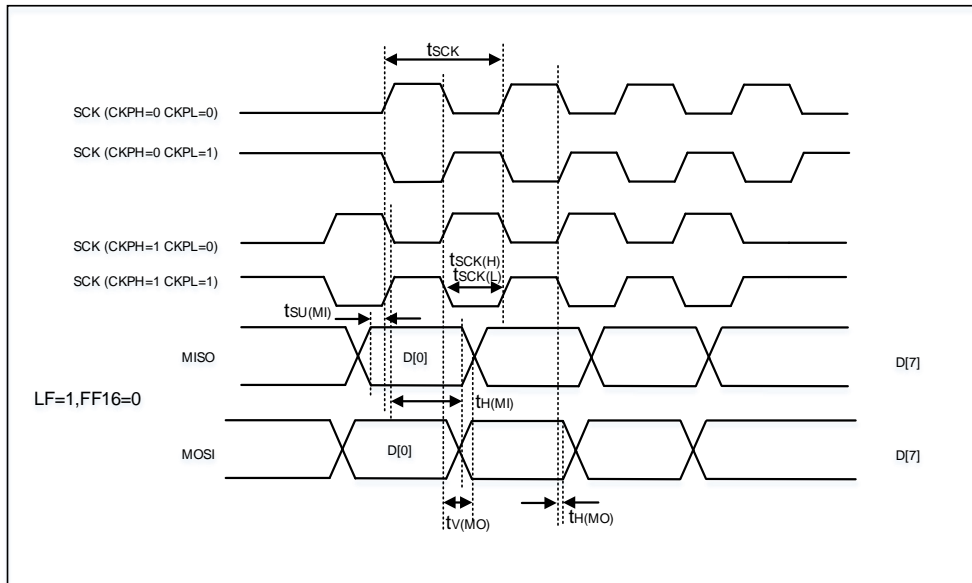 tSCK
SCK (CKPH=0 CKPL=0)
SCK (CKPH=0 CKPL=1)
SCK (CKPH=1 CKPL=0)
tSCK(H)
tSCK(L)
SCK (CKPH=1 CKPL=1)
tSU(MI)
MISO
D[0]
D[7]
LF=1,FF16=0
tH(MI)
MOSI
D[0]
D[7]
tV(MO)
tH(MO)